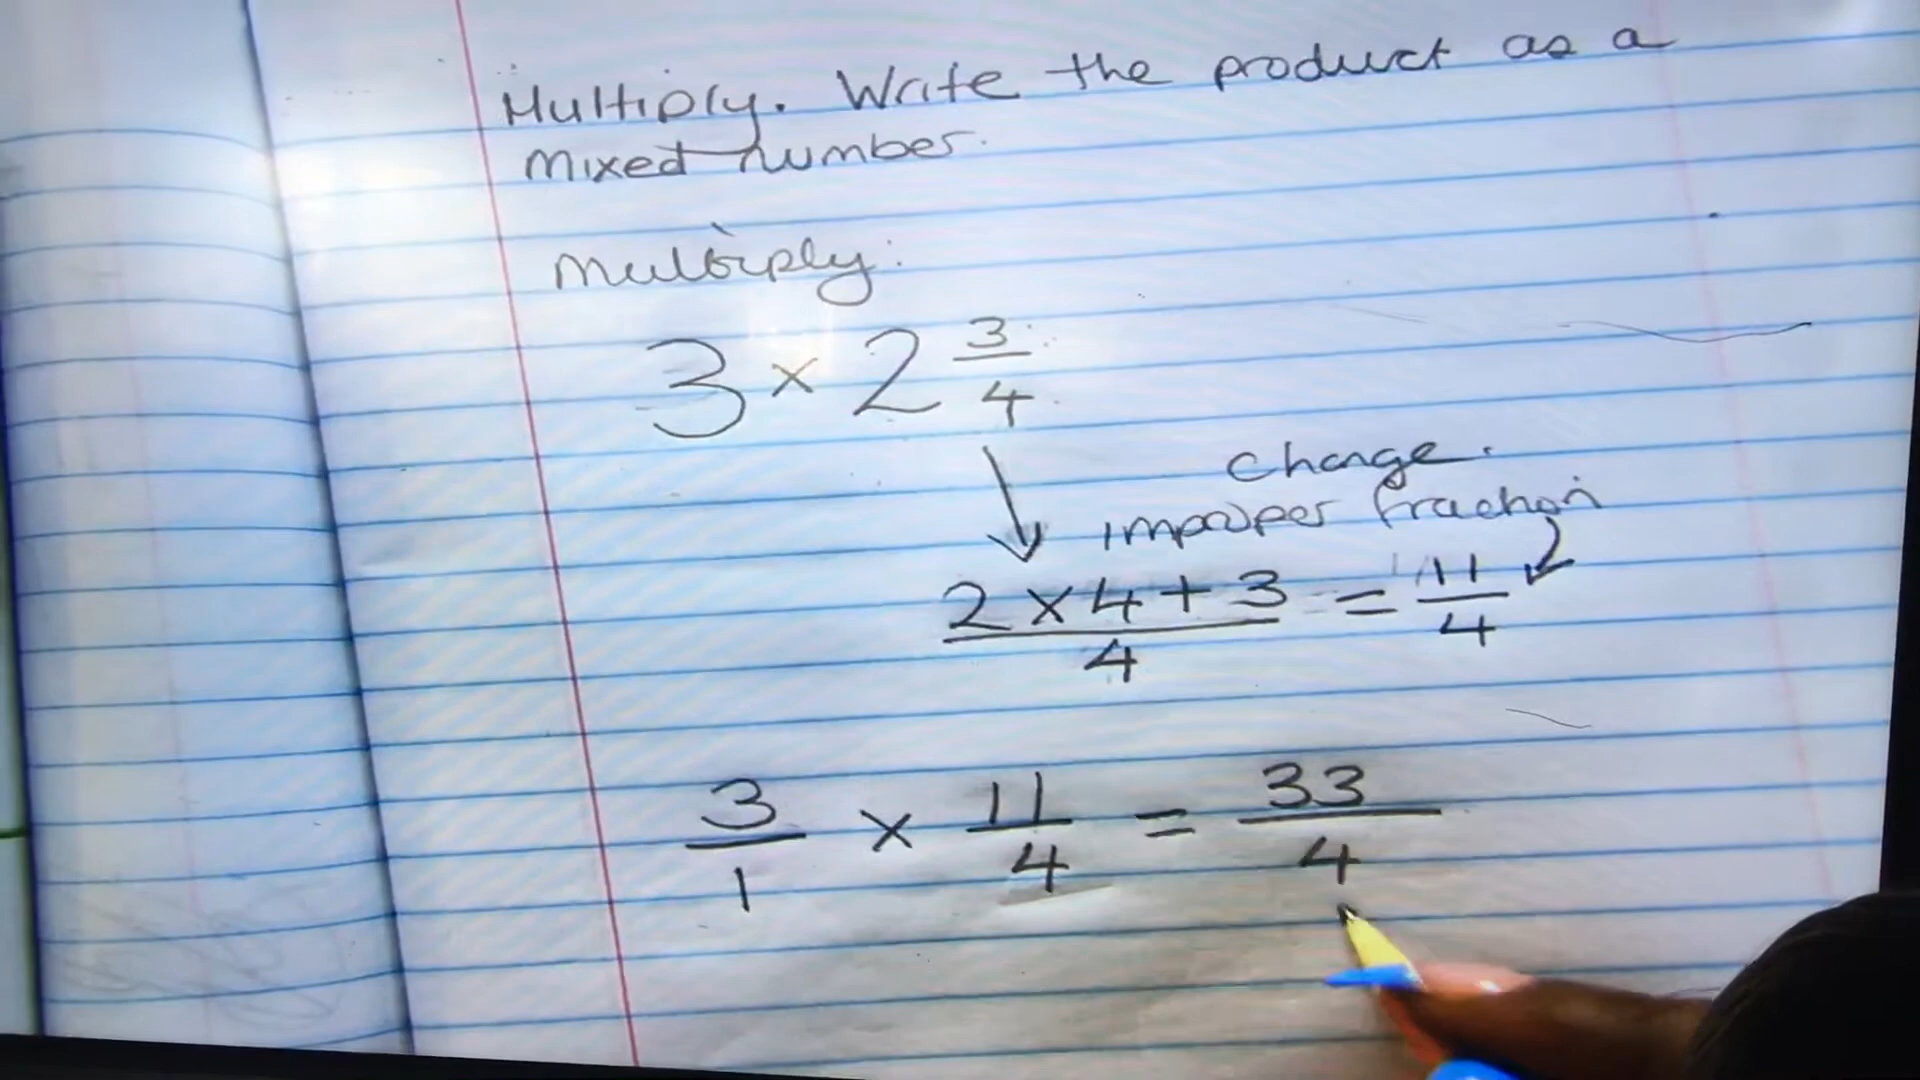 Multiply. Write the product as a
mixed number.
Multiply:
3 × 2 3/4
Change.
improper fraction
2 × 4 + 3 / 4 = 11/4
3/1 × 11/4 = 33/4